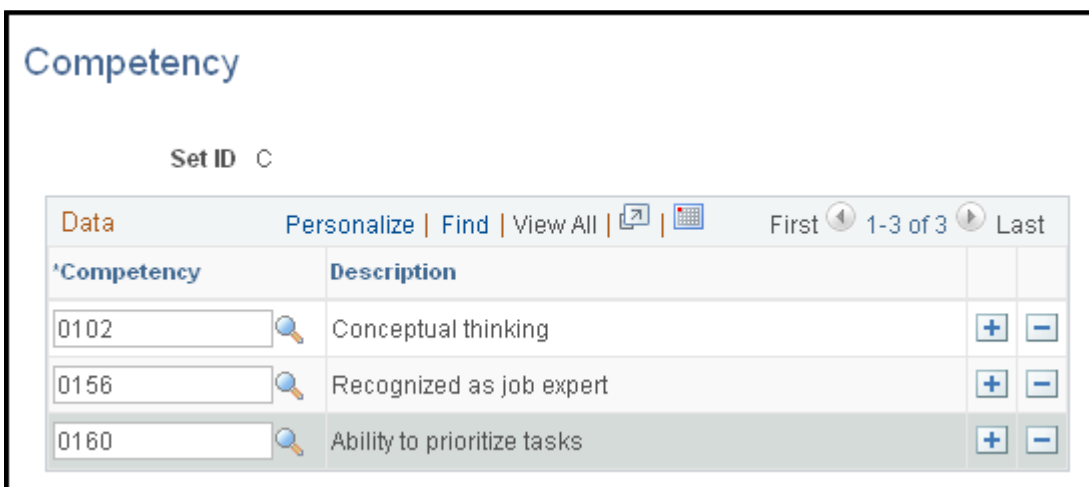 Competency
Set ID C
Data Personalize | Find | View All | | First 1-3 of 3 Last
*Competency Description
0102 Conceptual thinking
0156 Recognized as job expert
0160 Ability to prioritize tasks